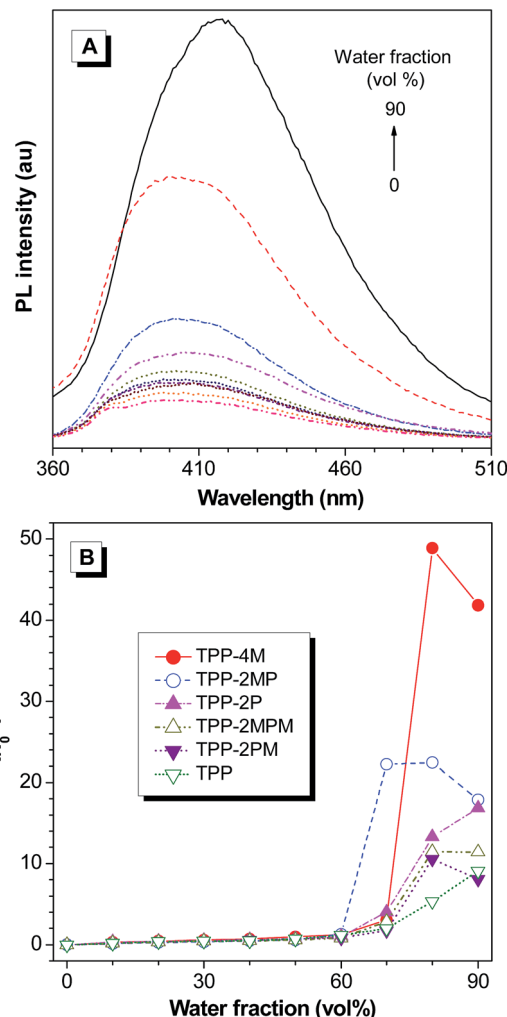 A
Water fraction
(vol %)
90
0
PL intensity (au)
360
410
460
510
Wavelength (nm)
B
50
40
30
20
10
0
TPP-4M
TPP-2MP
TPP-2P
TPP-2MPM
TPP-2PM
TPP
0
30
60
90
Water fraction (vol%)